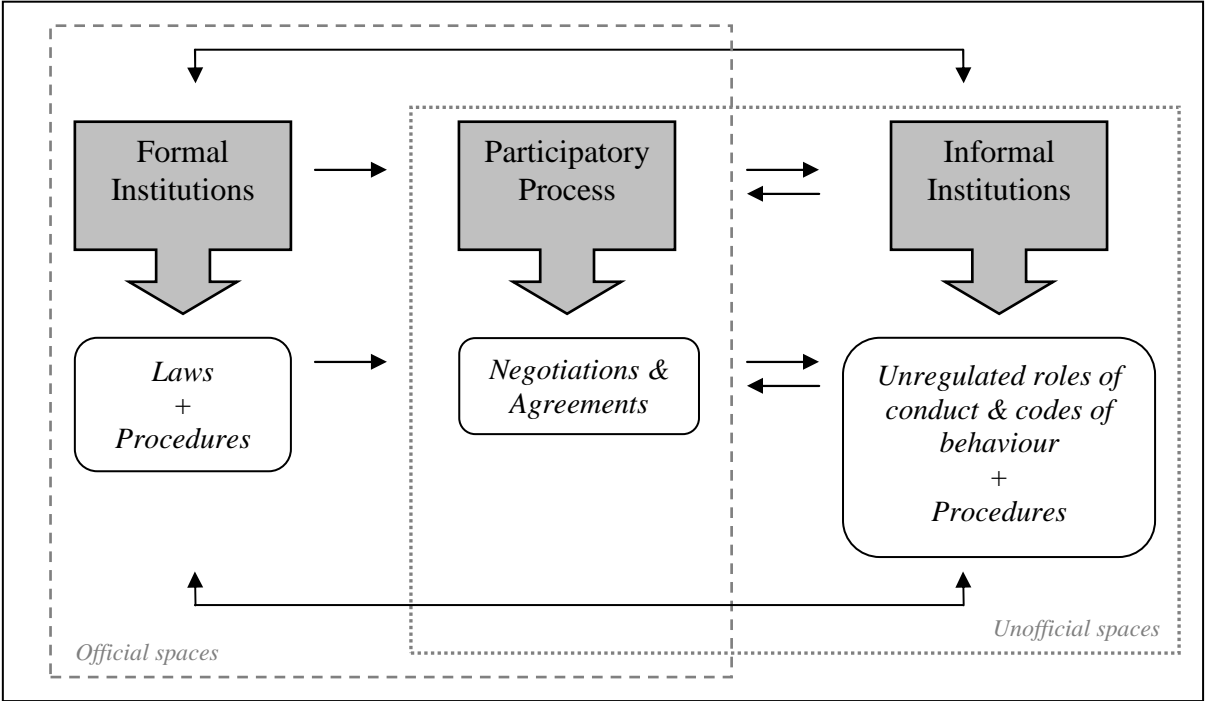 Formal
Institutions
Participatory
Process
Informal
Institutions
Laws
+
Procedures
Negotiations &
Agreements
Unregulated roles of
conduct & codes of
behaviour
+
Procedures
Official spaces
Unofficial spaces